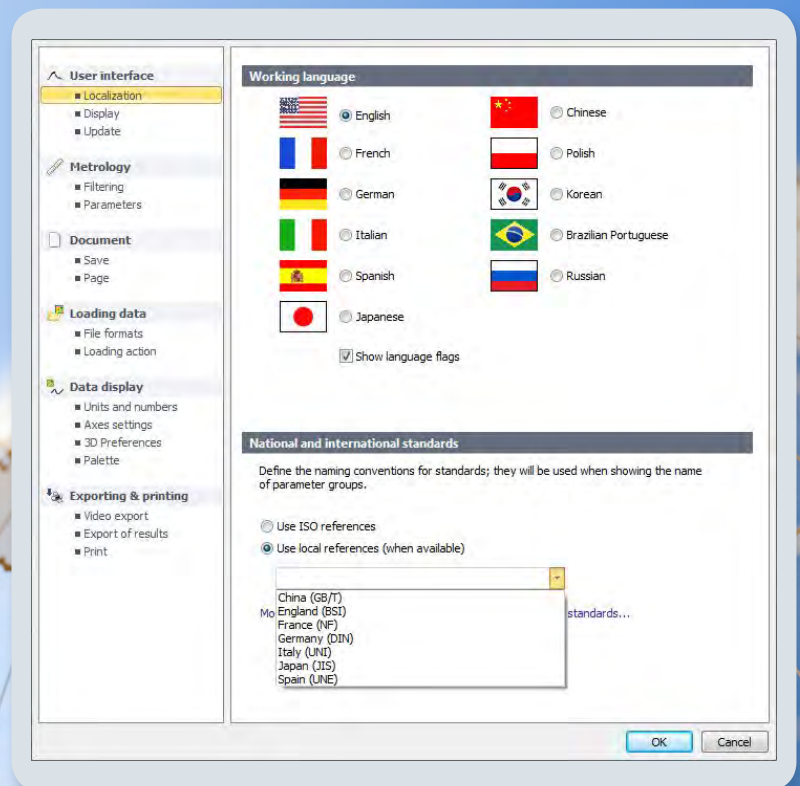 User interface
Localization
Display
Update
Metrology
Filtering
Parameters
Document
Save
Page
Loading data
File formats
Loading action
Data display
Units and numbers
Axes settings
3D Preferences
Palette
Exporting & printing
Video export
Export of results
Print
Working language
English
Chinese
French
Polish
German
Korean
Italian
Brazilian Portuguese
Spanish
Russian
Japanese
Show language flags
National and international standards
Define the naming conventions for standards; they will be used when showing the name
of parameter groups.
Use ISO references
Use local references (when available)
China (GB/T)
England (BSI)
France (NF)
Germany (DIN)
Italy (UNI)
Japan (JIS)
Spain (UNE)
Mo standards...
OK Cancel